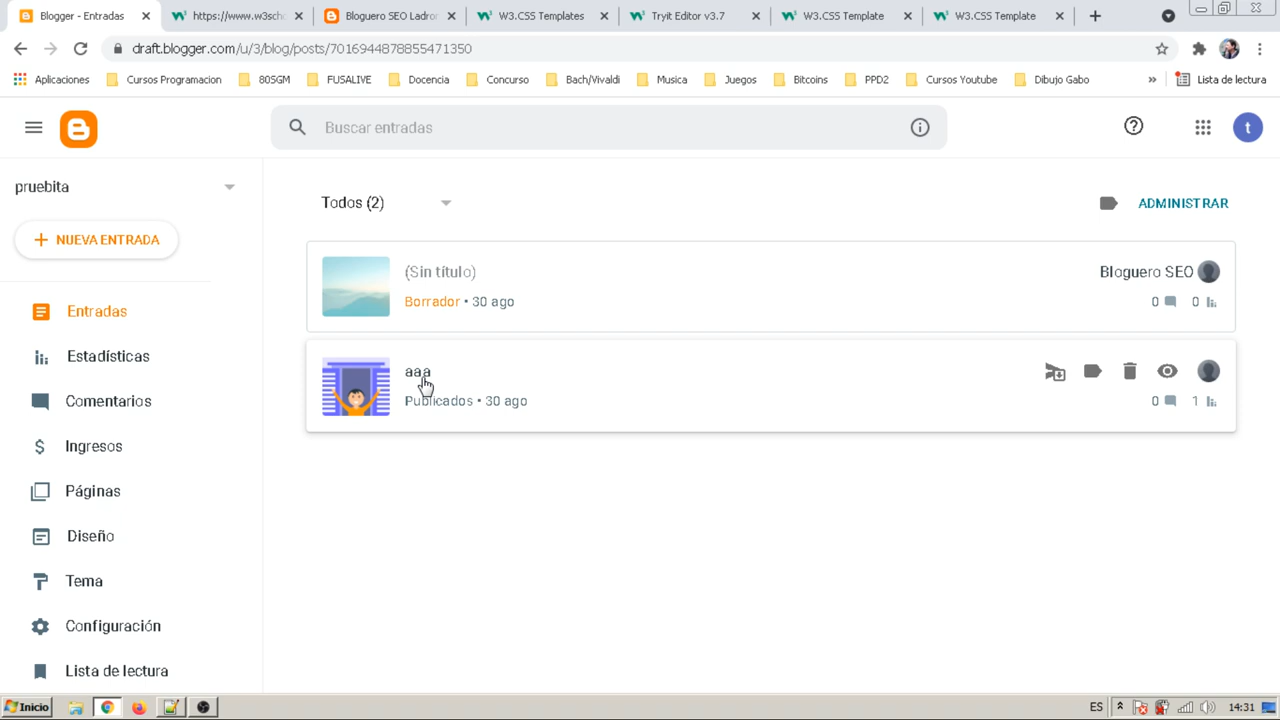 Blogger - Entradas
https://www.w3scho
Bloguero SEO Ladron
W3.CSS Templates
Tryit Editor v3.7
W3.CSS Template
W3.CSS Template
draft.blogger.com/u/3/blog/posts/7016944878855471350
Aplicaciones
Cursos Programacion
80SGM
FUSALIVE
Docencia
Concurso
Bach/Vivaldi
Musica
Juegos
Bitcoins
PPD2
Cursos Youtube
Dibujo Gabo
»
Lista de lectura
Buscar entradas
t
pruebita
Todos (2)
ADMINISTRAR
+ NUEVA ENTRADA
(Sin título)
Bloguero SEO
Borrador • 30 ago
0
0
Entradas
Estadísticas
aaa
Publicados • 30 ago
0
1
Comentarios
$ Ingresos
Páginas
Diseño
Tema
Configuración
Lista de lectura
Inicio
ES
14:31